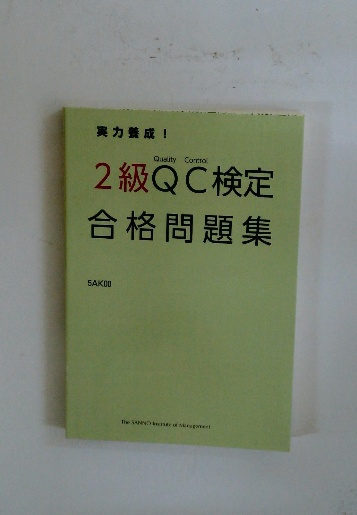 実力養成！
Quality Control
2級QC検定
合格問題集
5AK00
The SANNO Institute of Management